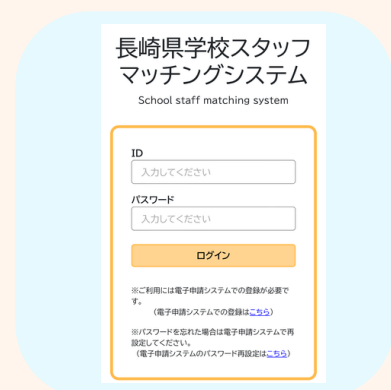 長崎県学校スタッフ
マッチングシステム
School staff matching system
ID
入力してください
パスワード
入力してください
ログイン
※ご利用には電子申請システムでの登録が必要で
す。
（電子申請システムでの登録はこちら）
※パスワードを忘れた場合は電子申請システムで再
設定してください。
（電子申請システムのパスワード再設定はこちら）